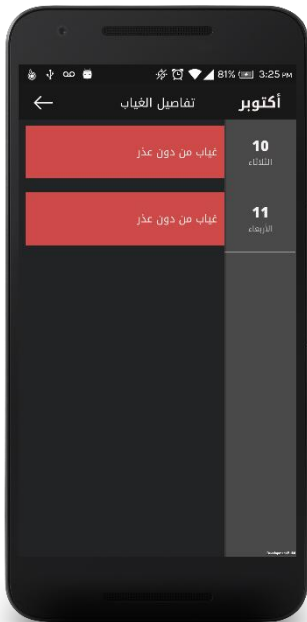 81% 3:25 PM
أكتوبر
تفاصيل الغياب
10
الثلاثاء
غياب من دون عذر
11
الأربعاء
غياب من دون عذر